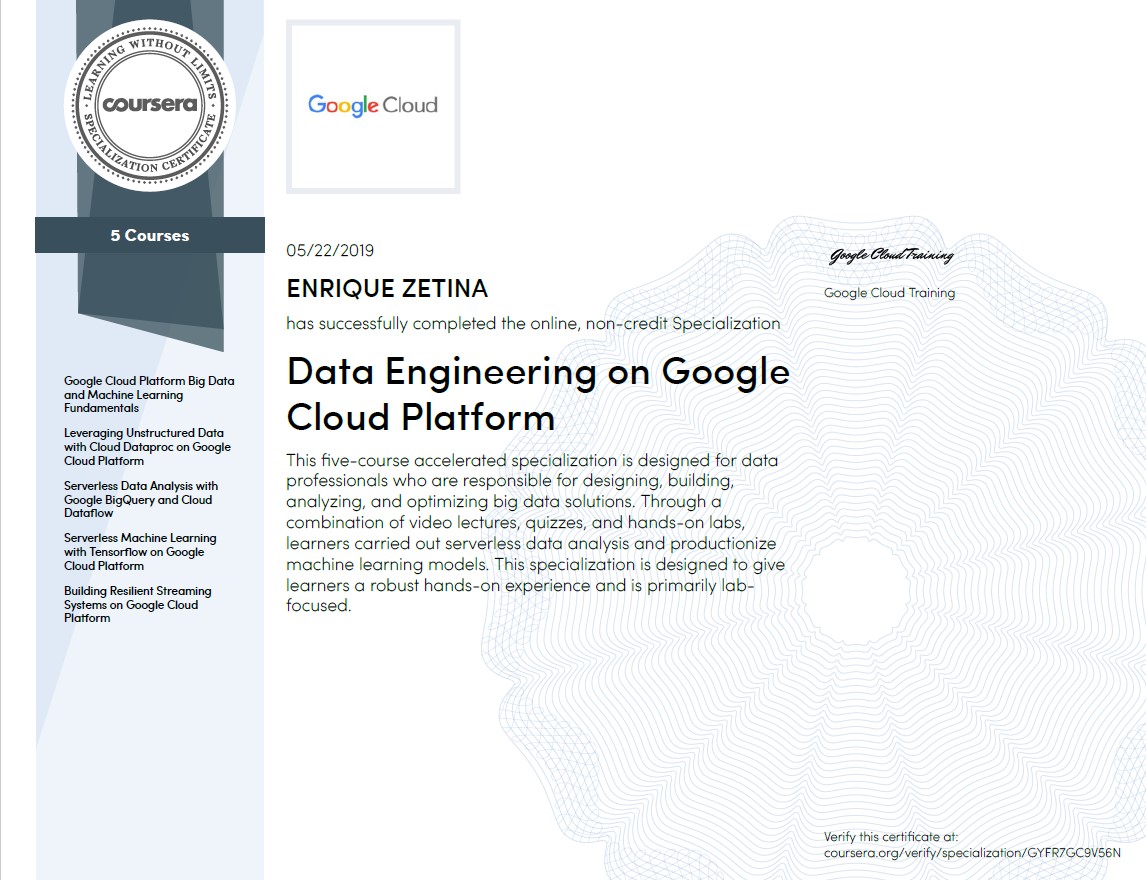 LEARNING WITHOUT LIMITS
coursera
SPECIALIZATION CERTIFICATE
5 Courses
Google Cloud Platform Big Data
and Machine Learning
Fundamentals
Leveraging Unstructured Data
with Cloud Dataproc on Google
Cloud Platform
Serverless Data Analysis with
Google BigQuery and Cloud
Dataflow
Serverless Machine Learning
with Tensorflow on Google
Cloud Platform
Building Resilient Streaming
Systems on Google Cloud
Platform
Google Cloud
05/22/2019
ENRIQUE ZETINA
has successfully completed the online, non-credit Specialization
Data Engineering on Google
Cloud Platform
This five-course accelerated specialization is designed for data
professionals who are responsible for designing, building,
analyzing, and optimizing big data solutions. Through a
combination of video lectures, quizzes, and hands-on labs,
learners carried out serverless data analysis and productionize
machine learning models. This specialization is designed to give
learners a robust hands-on experience and is primarily lab-
focused.
Google Cloud Training
Google Cloud Training
Verify this certificate at:
coursera.org/verify/specialization/GYFR7GC9V56N